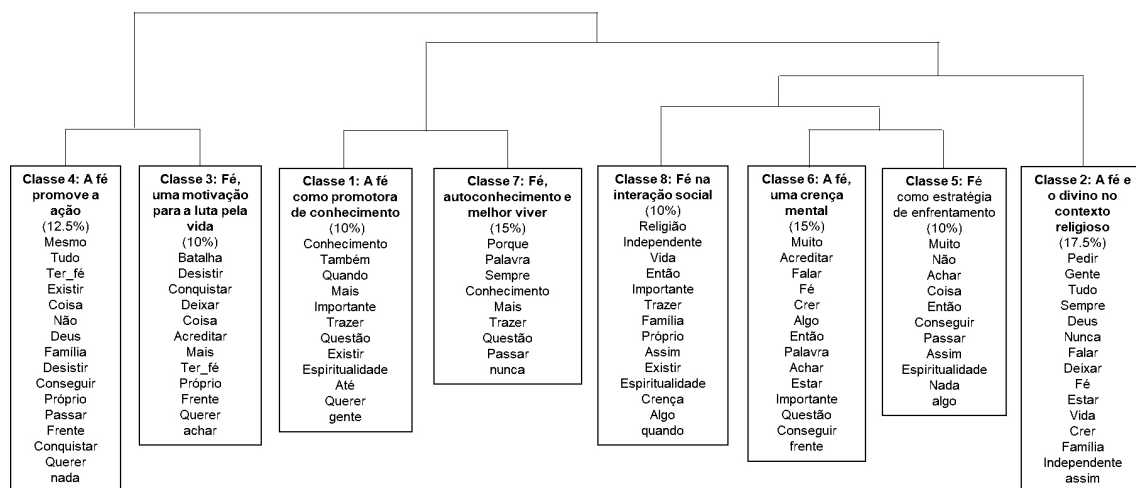 Classe 4: A fé
promove a
ação
(12.5%)
Mesmo
Tudo
Ter_fé
Existir
Coisa
Não
Deus
Família
Desistir
Conseguir
Próprio
Passar
Frente
Conquistar
Querer
nada
Classe 3: Fé,
uma motivação
para a luta pela
vida
(10%)
Batalha
Desistir
Conquistar
Deixar
Coisa
Acreditar
Mais
Ter_fé
Próprio
Frente
Querer
achar
Classe 1: A fé
como promotora
de conhecimento
(10%)
Conhecimento
Também
Quando
Mais
Importante
Trazer
Questão
Existir
Espiritualidade
Até
Querer
gente
Classe 7: Fé,
autoconhecimento e
melhor viver
(15%)
Porque
Palavra
Sempre
Conhecimento
Mais
Trazer
Questão
Passar
nunca
Classe 8: Fé na
interação social
(10%)
Religião
Independente
Vida
Então
Importante
Trazer
Família
Próprio
Assim
Existir
Espiritualidade
Crença
Algo
quando
Classe 6: A fé,
uma crença
mental
(15%)
Muito
Acreditar
Falar
Fé
Crer
Algo
Então
Palavra
Achar
Estar
Importante
Questão
Conseguir
frente
Classe 5: Fé
como estratégia
de enfrentamento
(10%)
Muito
Não
Achar
Coisa
Então
Conseguir
Passar
Assim
Espiritualidade
Nada
algo
Classe 2: A fé e
o divino no
contexto
religioso
(17.5%)
Pedir
Gente
Tudo
Sempre
Deus
Nunca
Falar
Deixar
Fé
Estar
Vida
Crer
Família
Independente
assim